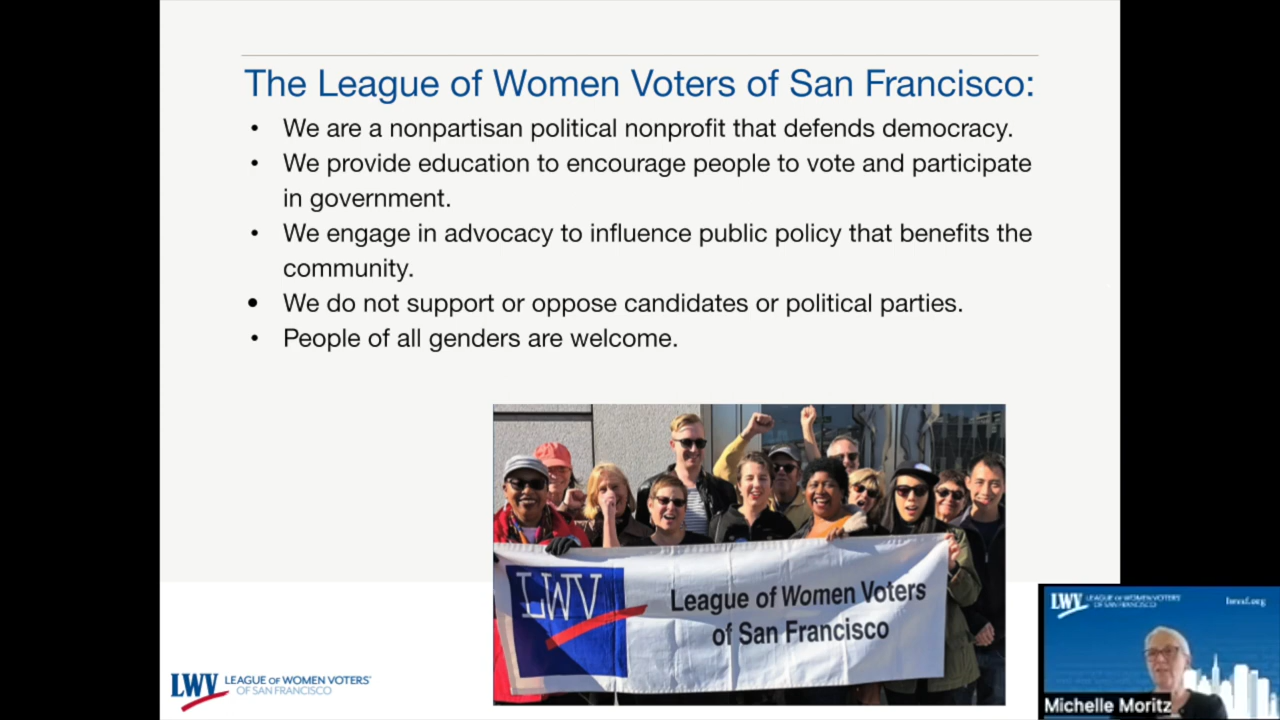 The League of Women Voters of San Francisco:
• We are a nonpartisan political nonprofit that defends democracy.
• We provide education to encourage people to vote and participate
in government.
• We engage in advocacy to influence public policy that benefits the
community.
• We do not support or oppose candidates or political parties.
• People of all genders are welcome.
LWV
League of Women Voters
of San Francisco
LWV LEAGUE OF WOMEN VOTERS®
OF SAN FRANCISCO
LWV LEAGUE OF WOMEN VOTERS®
OF SAN FRANCISCO
lwvsf.org
Michelle Moritz